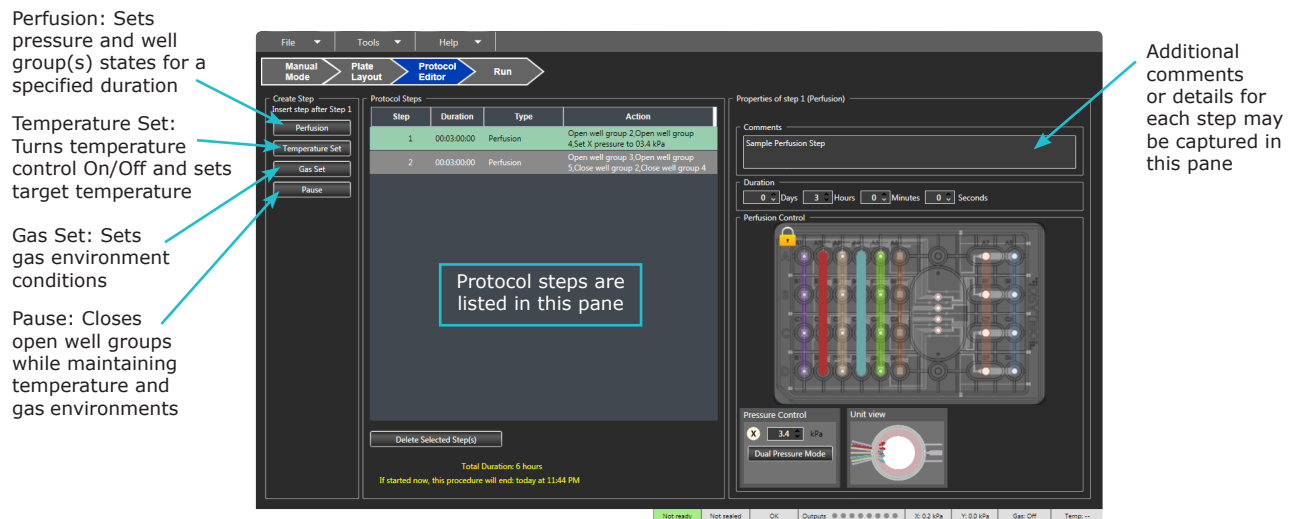 Perfusion: Sets
pressure and well
group(s) states for a
specified duration
Temperature Set:
Turns temperature
control On/Off and sets
target temperature
Gas Set: Sets
gas environment
conditions
Pause: Closes
open well groups
while maintaining
temperature and
gas environments
File
Tools
Help
Manual
Mode
Plate
Layout
Protocol
Editor
Run
Create Step
Insert step after Step 1
Perfusion
Temperature Set
Gas Set
Pause
Protocol Steps
Step Duration Type Action
1 00:03:00:00 Perfusion Open well group 2,Open well group
4,Set X pressure to 03.4 kPa
2 00:03:00:00 Perfusion Open well group 3,Open well group
5,Close well group 2,Close well group 4
Protocol steps are
listed in this pane
Delete Selected Step(s)
Total Duration: 6 hours
If started now, this procedure will end: today at 11:44 PM
Properties of step 1 (Perfusion)
Comments
Sample Perfusion Step
Duration
0 Days 3 Hours 0 Minutes 0 Seconds
Perfusion Control
Pressure Control
X 3.4 kPa
Dual Pressure Mode
Unit view
Not ready Not sealed OK Outputs X: 0.2 kPa Y: 0.0 kPa Gas: Off Temp: --
Additional
comments
or details for
each step may
be captured in
this pane